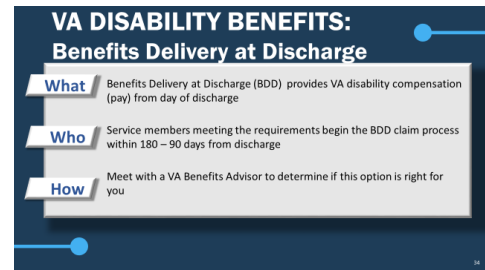 VA DISABILITY BENEFITS:
Benefits Delivery at Discharge
What
Benefits Delivery at Discharge (BDD) provides VA disability compensation
(pay) from day of discharge
Who
Service members meeting the requirements begin the BDD claim process
within 180 – 90 days from discharge
How
Meet with a VA Benefits Advisor to determine if this option is right for
you
34